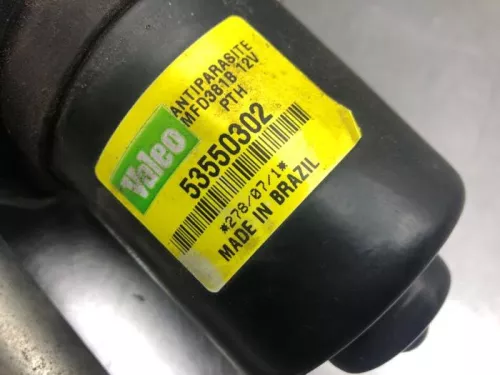 Valeo
ANTIPARASITE
MFD381B 12V
PTH
53550302
*278/07/1*
MADE IN BRAZIL